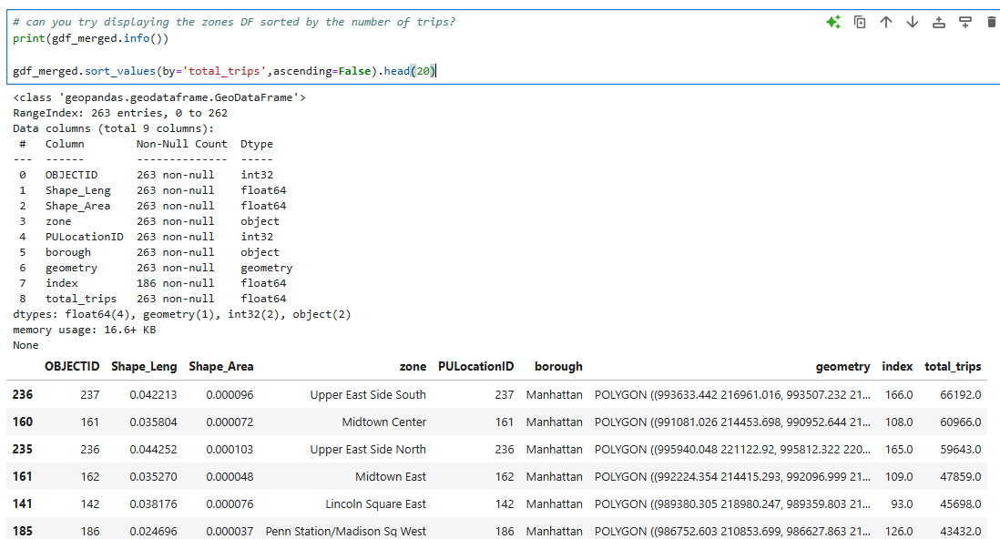 # can you try displaying the zones DF sorted by the number of trips?
print(gdf_merged.info())
gdf_merged.sort_values(by='total_trips',ascending=False).head(20)
<class 'geopandas.geodataframe.GeoDataFrame'>
RangeIndex: 263 entries, 0 to 262
Data columns (total 9 columns):
 #   Column        Non-Null Count  Dtype
---  ------        --------------  -----
 0   OBJECTID      263 non-null    int32
 1   Shape_Leng    263 non-null    float64
 2   Shape_Area    263 non-null    float64
 3   zone          263 non-null    object
 4   PULocationID  263 non-null    int32
 5   borough       263 non-null    object
 6   geometry      263 non-null    geometry
 7   index         186 non-null    float64
 8   total_trips   263 non-null    float64
dtypes: float64(4), geometry(1), int32(2), object(2)
memory usage: 16.6+ KB
None
OBJECTID Shape_Leng Shape_Area zone PULocationID borough geometry index total_trips
236 237 0.042213 0.000096 Upper East Side South 237 Manhattan POLYGON ((993633.442 216961.016, 993507.232 21... 166.0 66192.0
160 161 0.035804 0.000072 Midtown Center 161 Manhattan POLYGON ((991081.026 214453.698, 990952.644 21... 108.0 60966.0
235 236 0.044252 0.000103 Upper East Side North 236 Manhattan POLYGON ((995940.048 221122.92, 995812.322 220... 165.0 59643.0
161 162 0.035270 0.000048 Midtown East 162 Manhattan POLYGON ((992224.354 214415.293, 992096.999 21... 109.0 47859.0
141 142 0.038176 0.000076 Lincoln Square East 142 Manhattan POLYGON ((989380.305 218980.247, 989359.803 21... 93.0 45698.0
185 186 0.024696 0.000037 Penn Station/Madison Sq West 186 Manhattan POLYGON ((986752.603 210853.699, 986627.863 21... 126.0 43432.0